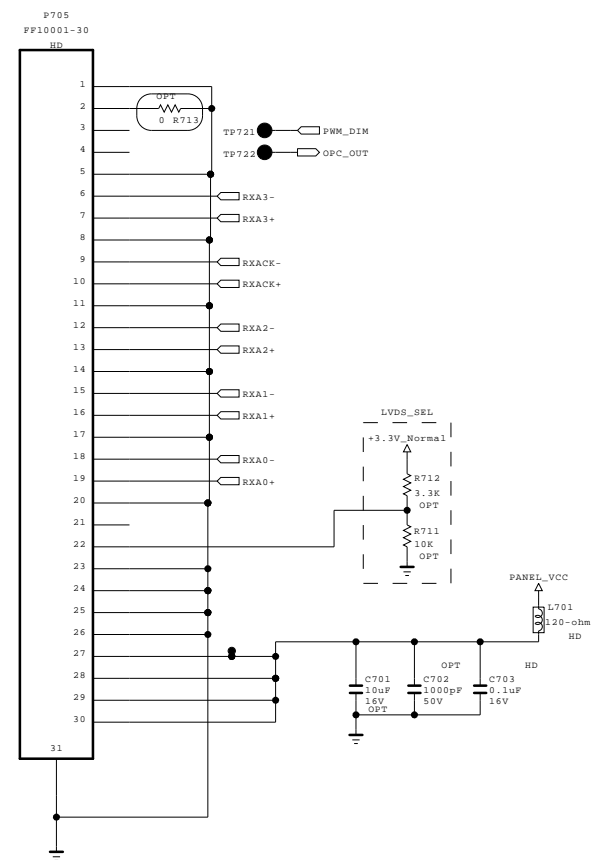 P705
FF10001-30
HD
1
OPT
2
0 R713
3
TP721
PWM_DIM
4
TP722
OPC_OUT
5
6
RXA3-
7
RXA3+
8
9
RXACK-
10
RXACK+
11
12
RXA2-
13
RXA2+
14
15
RXA1-
16
RXA1+
17
18
RXA0-
19
RXA0+
20
21
22
23
24
25
26
27
28
29
30
31
LVDS_SEL
+3.3V_Normal
R712
3.3K
OPT
R711
10K
OPT
PANEL_VCC
L701
120-ohm
HD
OPT
HD
C701
10uF
16V
OPT
C702
1000pF
50V
C703
0.1uF
16V